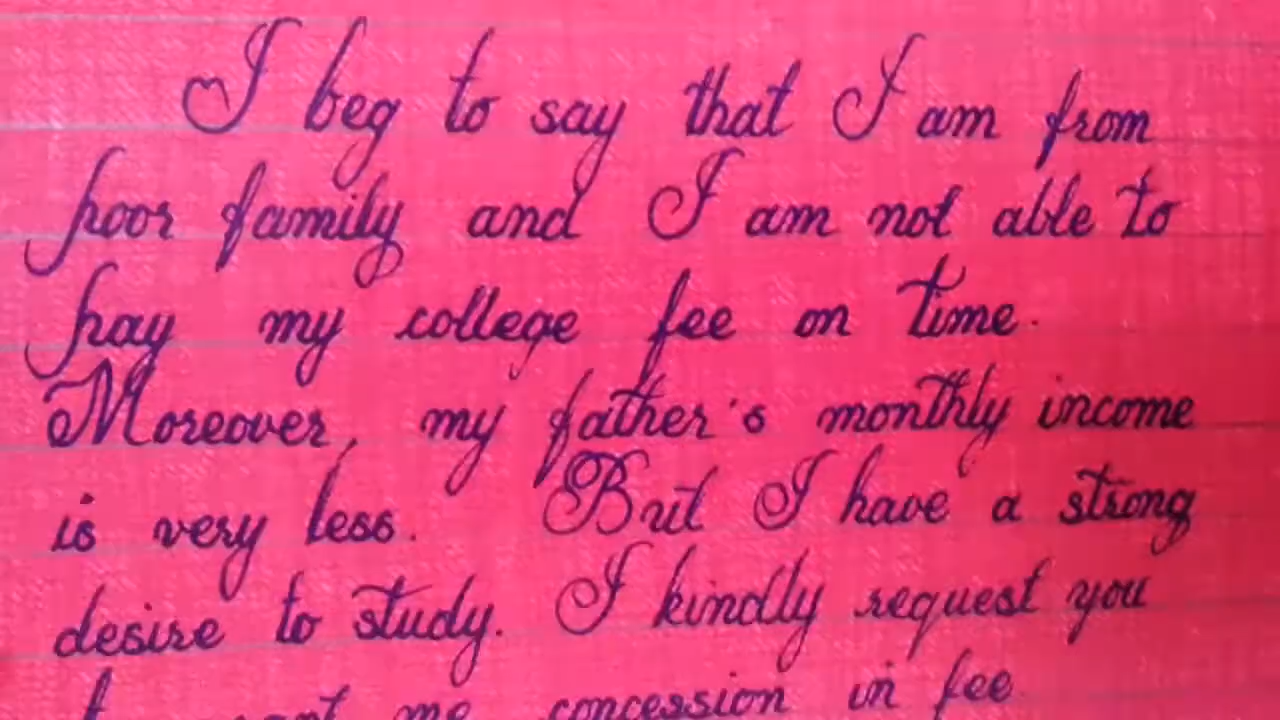 I beg to say that I am from
poor family and I am not able to
pay my college fee on time.
Moreover, my father's monthly income
is very less. But I have a strong
desire to study. I kindly request you
me concession in fee